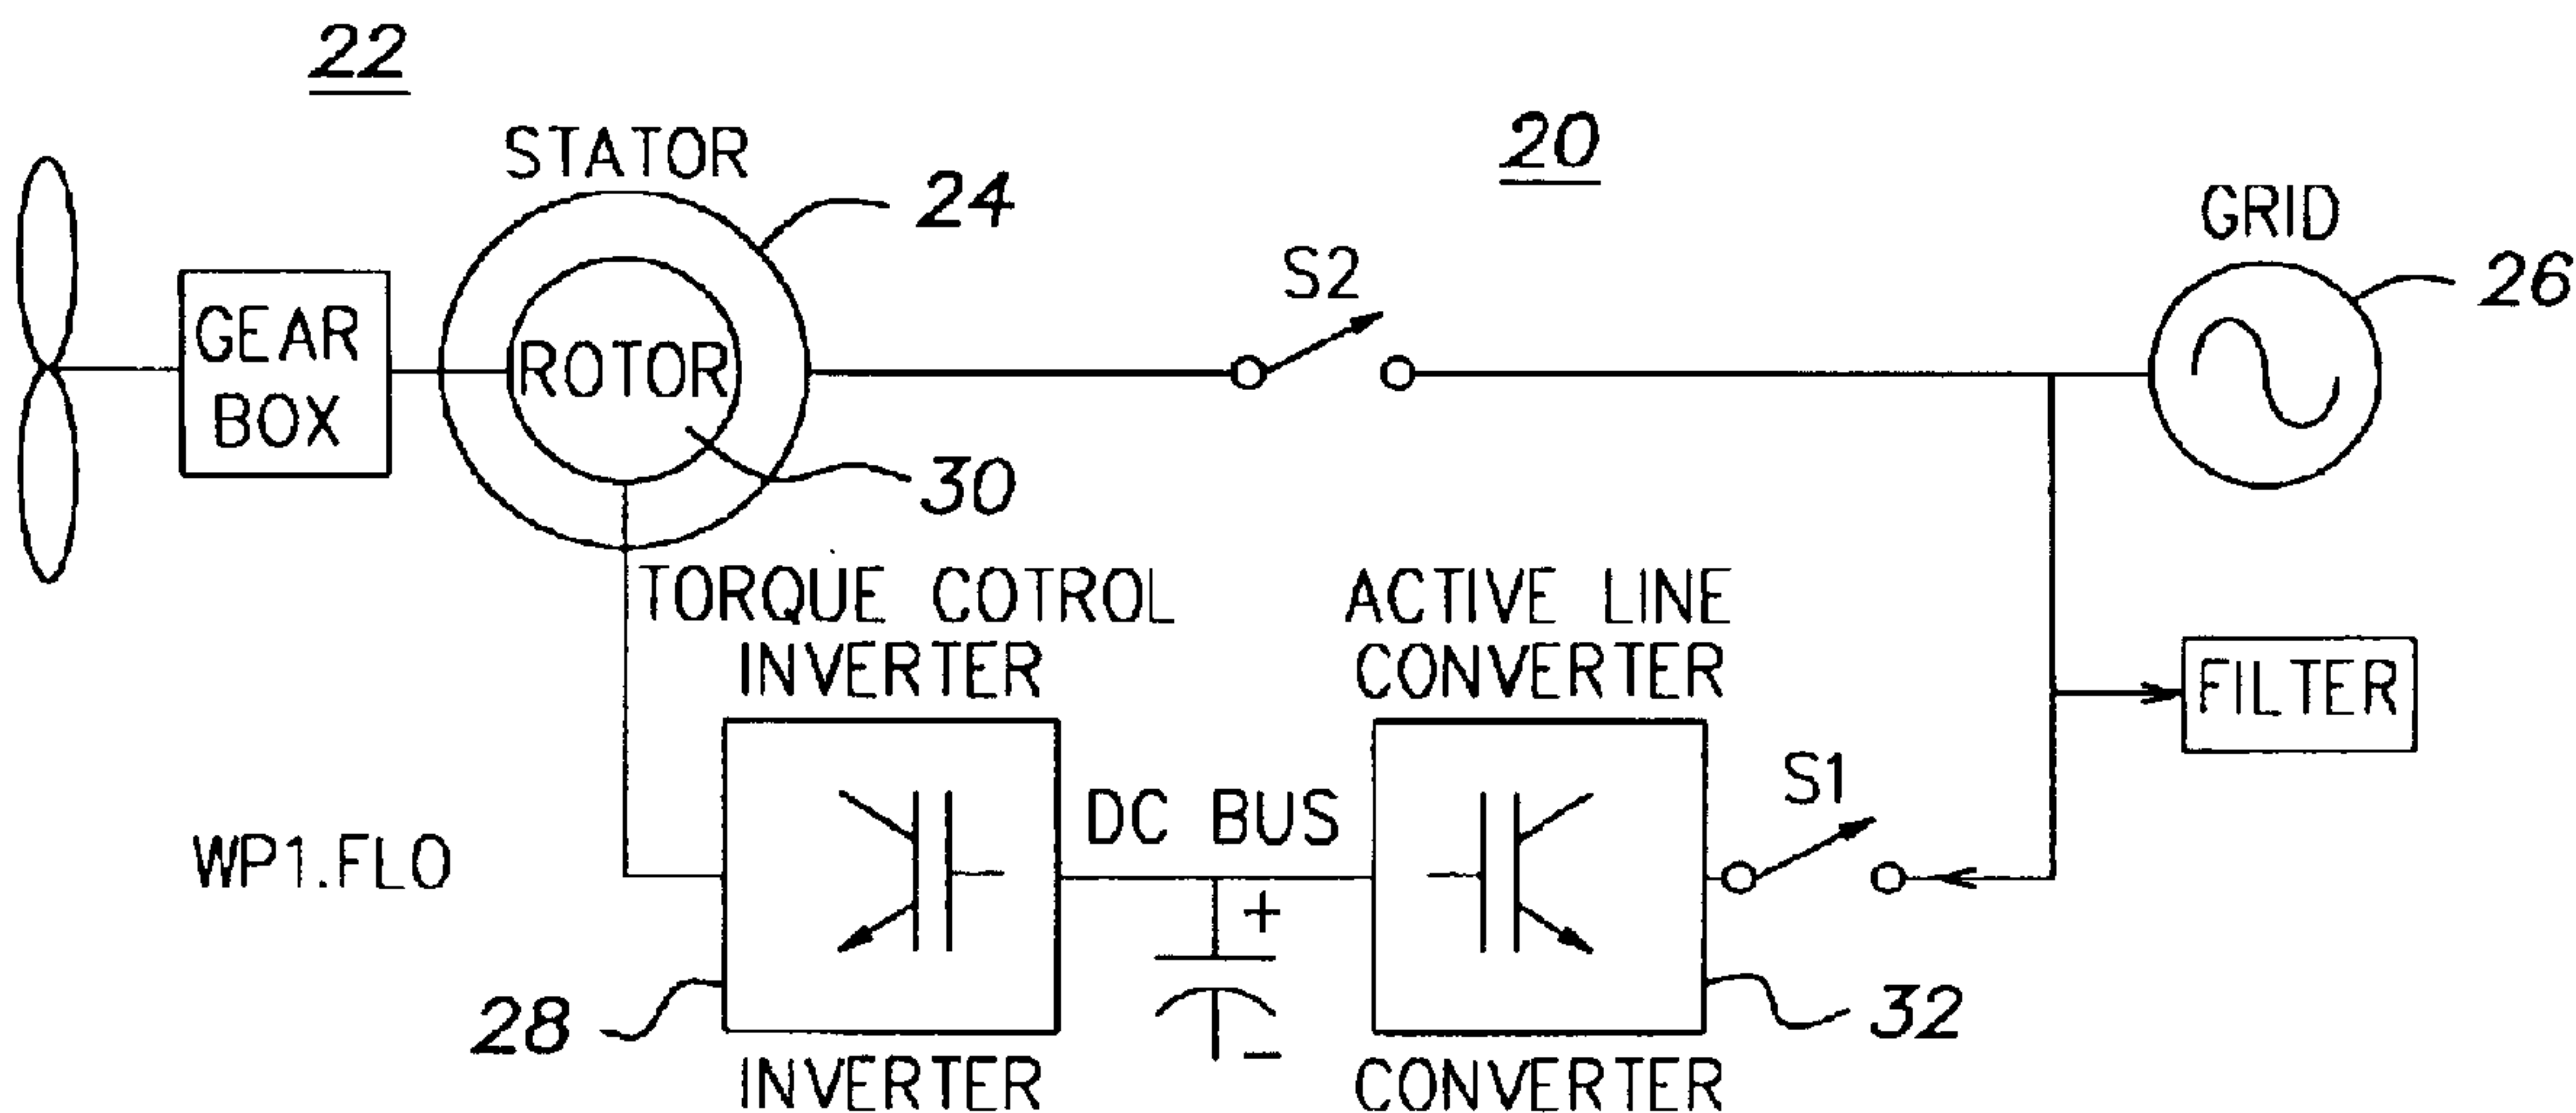 22
STATOR
24
20
GRID
26
S2
GEAR
BOX
ROTOR
30
TORQUE COTROL
INVERTER
ACTIVE LINE
CONVERTER
FILTER
S1
DC BUS
WP1.FLO
+
−
28
32
INVERTER
CONVERTER